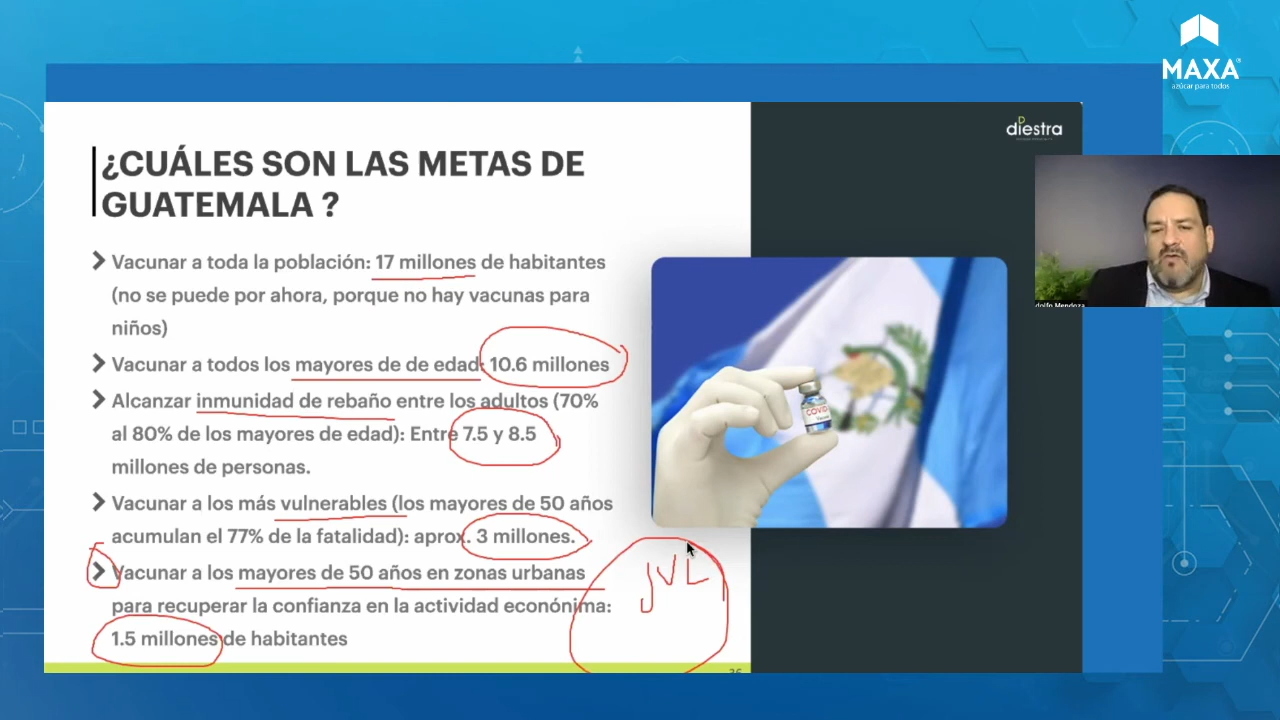 MAXA
azúcar para todos
diestra
¿CUÁLES SON LAS METAS DE
GUATEMALA ?
Vacunar a toda la población: 17 millones de habitantes
(no se puede por ahora, porque no hay vacunas para
niños)
Vacunar a todos los mayores de de edad: 10.6 millones
Alcanzar inmunidad de rebaño entre los adultos (70%
al 80% de los mayores de edad): Entre 7.5 y 8.5
millones de personas.
Vacunar a los más vulnerables (los mayores de 50 años
acumulan el 77% de la fatalidad): aprox. 3 millones.
Vacunar a los mayores de 50 años en zonas urbanas
para recuperar la confianza en la actividad econónima:
1.5 millones de habitantes
JVL
COVID
dolfo Mendoza